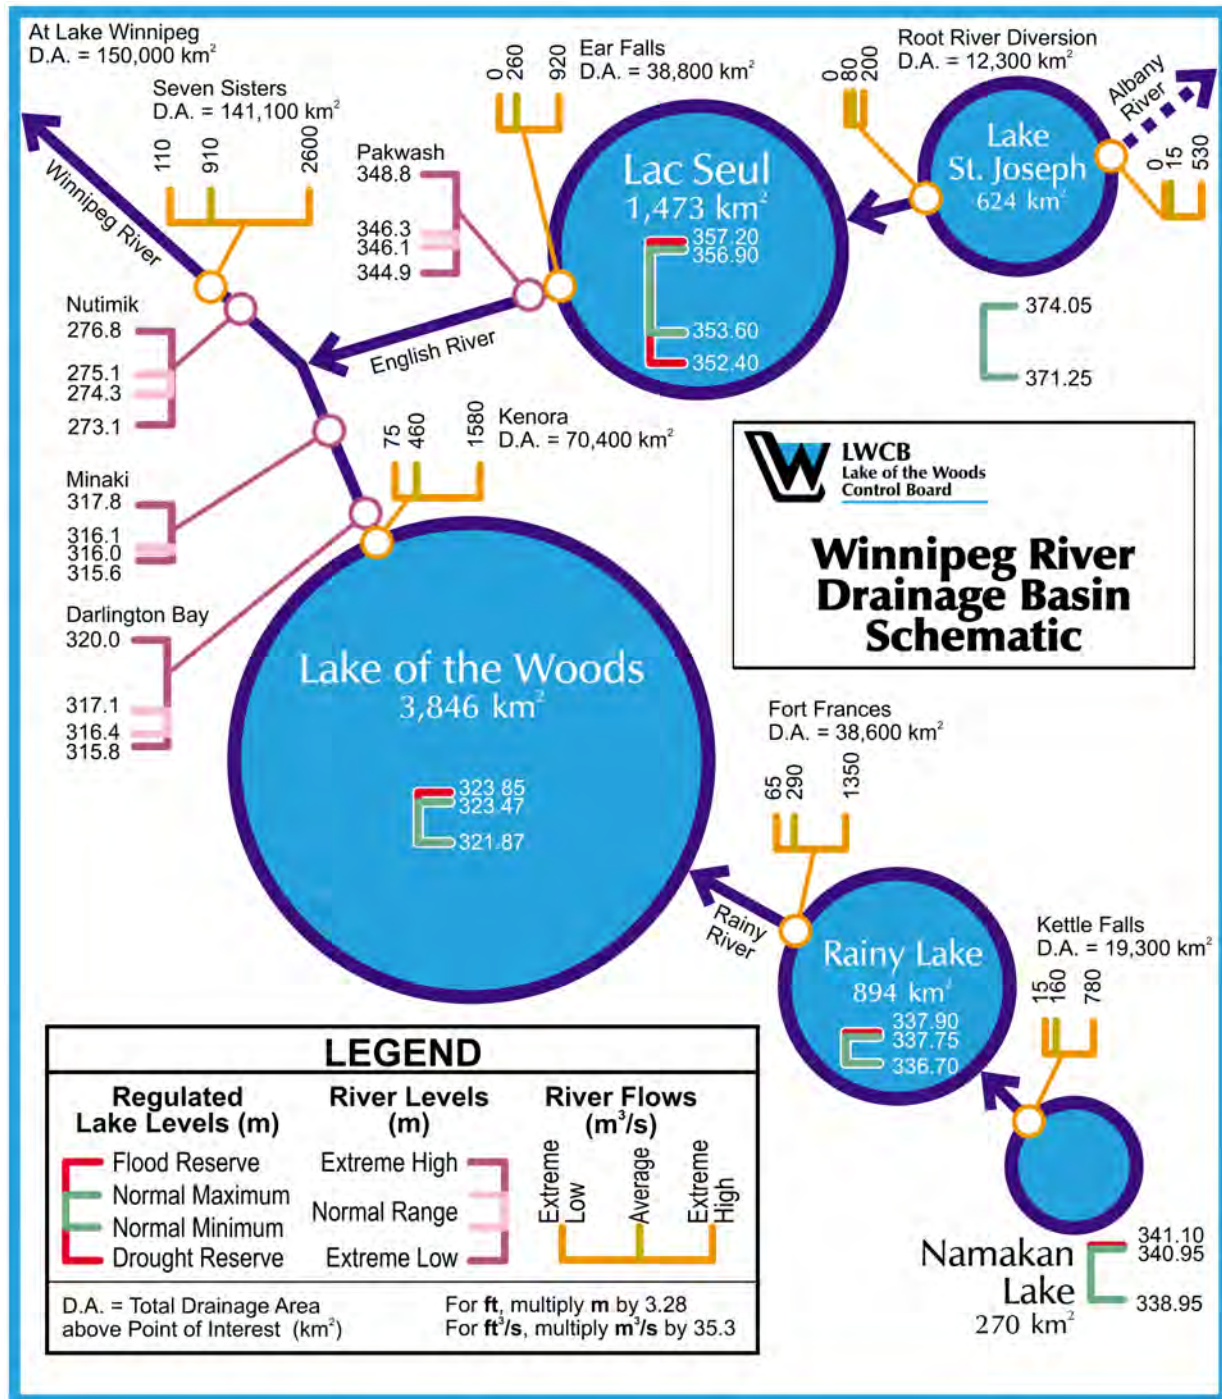 At Lake Winnipeg
D.A. = 150,000 km²
Seven Sisters
D.A. = 141,100 km²
110
910
2600
Winnipeg River
Pakwash
348.8
346.3
346.1
344.9
English River
Ear Falls
D.A. = 38,800 km²
0
260
920
Lac Seul
1,473 km²
357.20
356.90
353.60
352.40
Root River Diversion
D.A. = 12,300 km²
0
80
200
Lake
St. Joseph
624 km²
Albany
River
0
15
530
374.05
371.25
Nutimik
276.8
275.1
274.3
273.1
Minaki
317.8
316.1
316.0
315.6
Darlington Bay
320.0
317.1
316.4
315.8
Kenora
D.A. = 70,400 km²
75
460
1580
LWCB
Lake of the Woods
Control Board
Winnipeg River
Drainage Basin
Schematic
Lake of the Woods
3,846 km²
323.85
323.47
321.87
Fort Frances
D.A. = 38,600 km²
65
290
1350
Rainy
River
Rainy Lake
894 km²
337.90
337.75
336.70
Kettle Falls
D.A. = 19,300 km²
15
160
780
Namakan
Lake
270 km²
341.10
340.95
338.95
LEGEND
Regulated
Lake Levels (m)
Flood Reserve
Normal Maximum
Normal Minimum
Drought Reserve
River Levels
(m)
Extreme High
Normal Range
Extreme Low
River Flows
(m³/s)
Extreme
Low
Average
Extreme
High
D.A. = Total Drainage Area
above Point of Interest (km²)
For ft, multiply m by 3.28
For ft³/s, multiply m³/s by 35.3